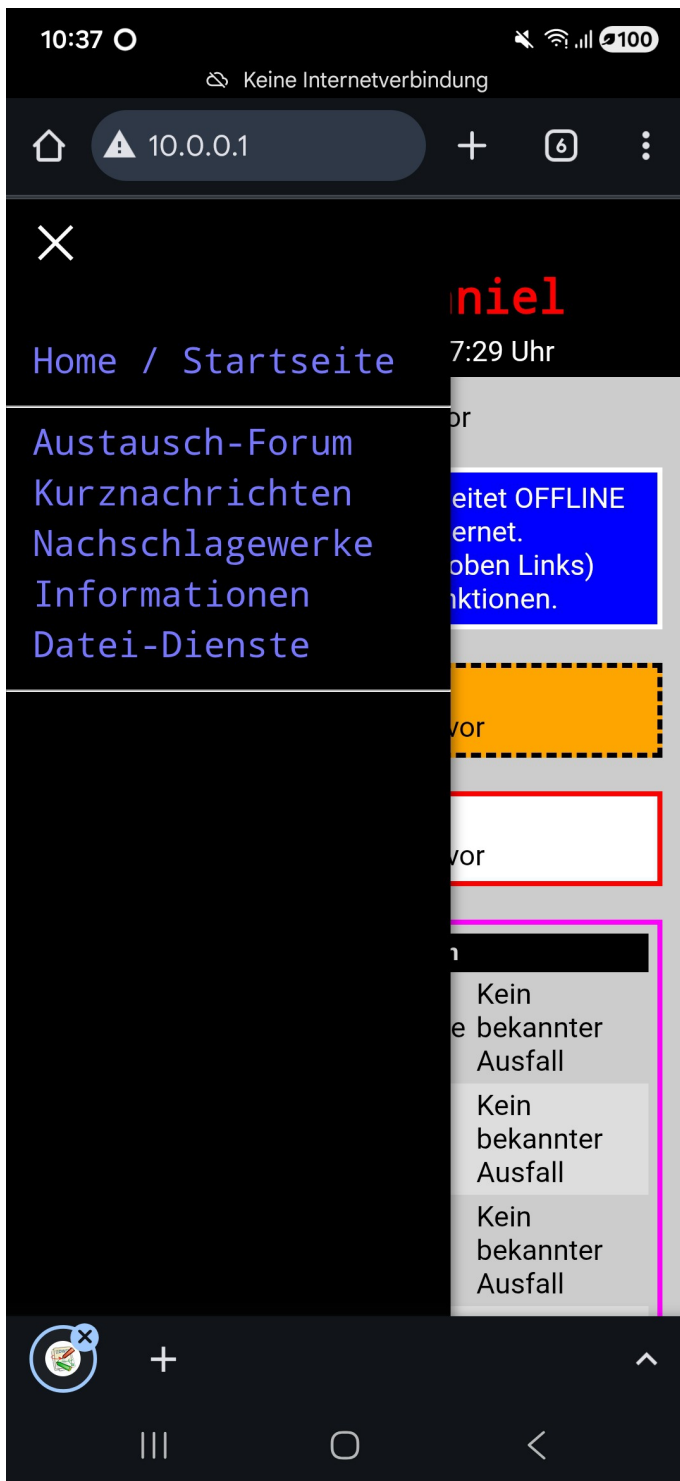 10:37
100
Keine Internetverbindung
10.0.0.1
6
niel
7:29 Uhr
Home / Startseite
or
Austausch-Forum
Kurznachrichten
Nachschlagewerke
Informationen
Datei-Dienste
eitet OFFLINE
ernet.
oben Links)
nktionen.
vor
vor
n
Kein
e bekannter
Ausfall
Kein
bekannter
Ausfall
Kein
bekannter
Ausfall